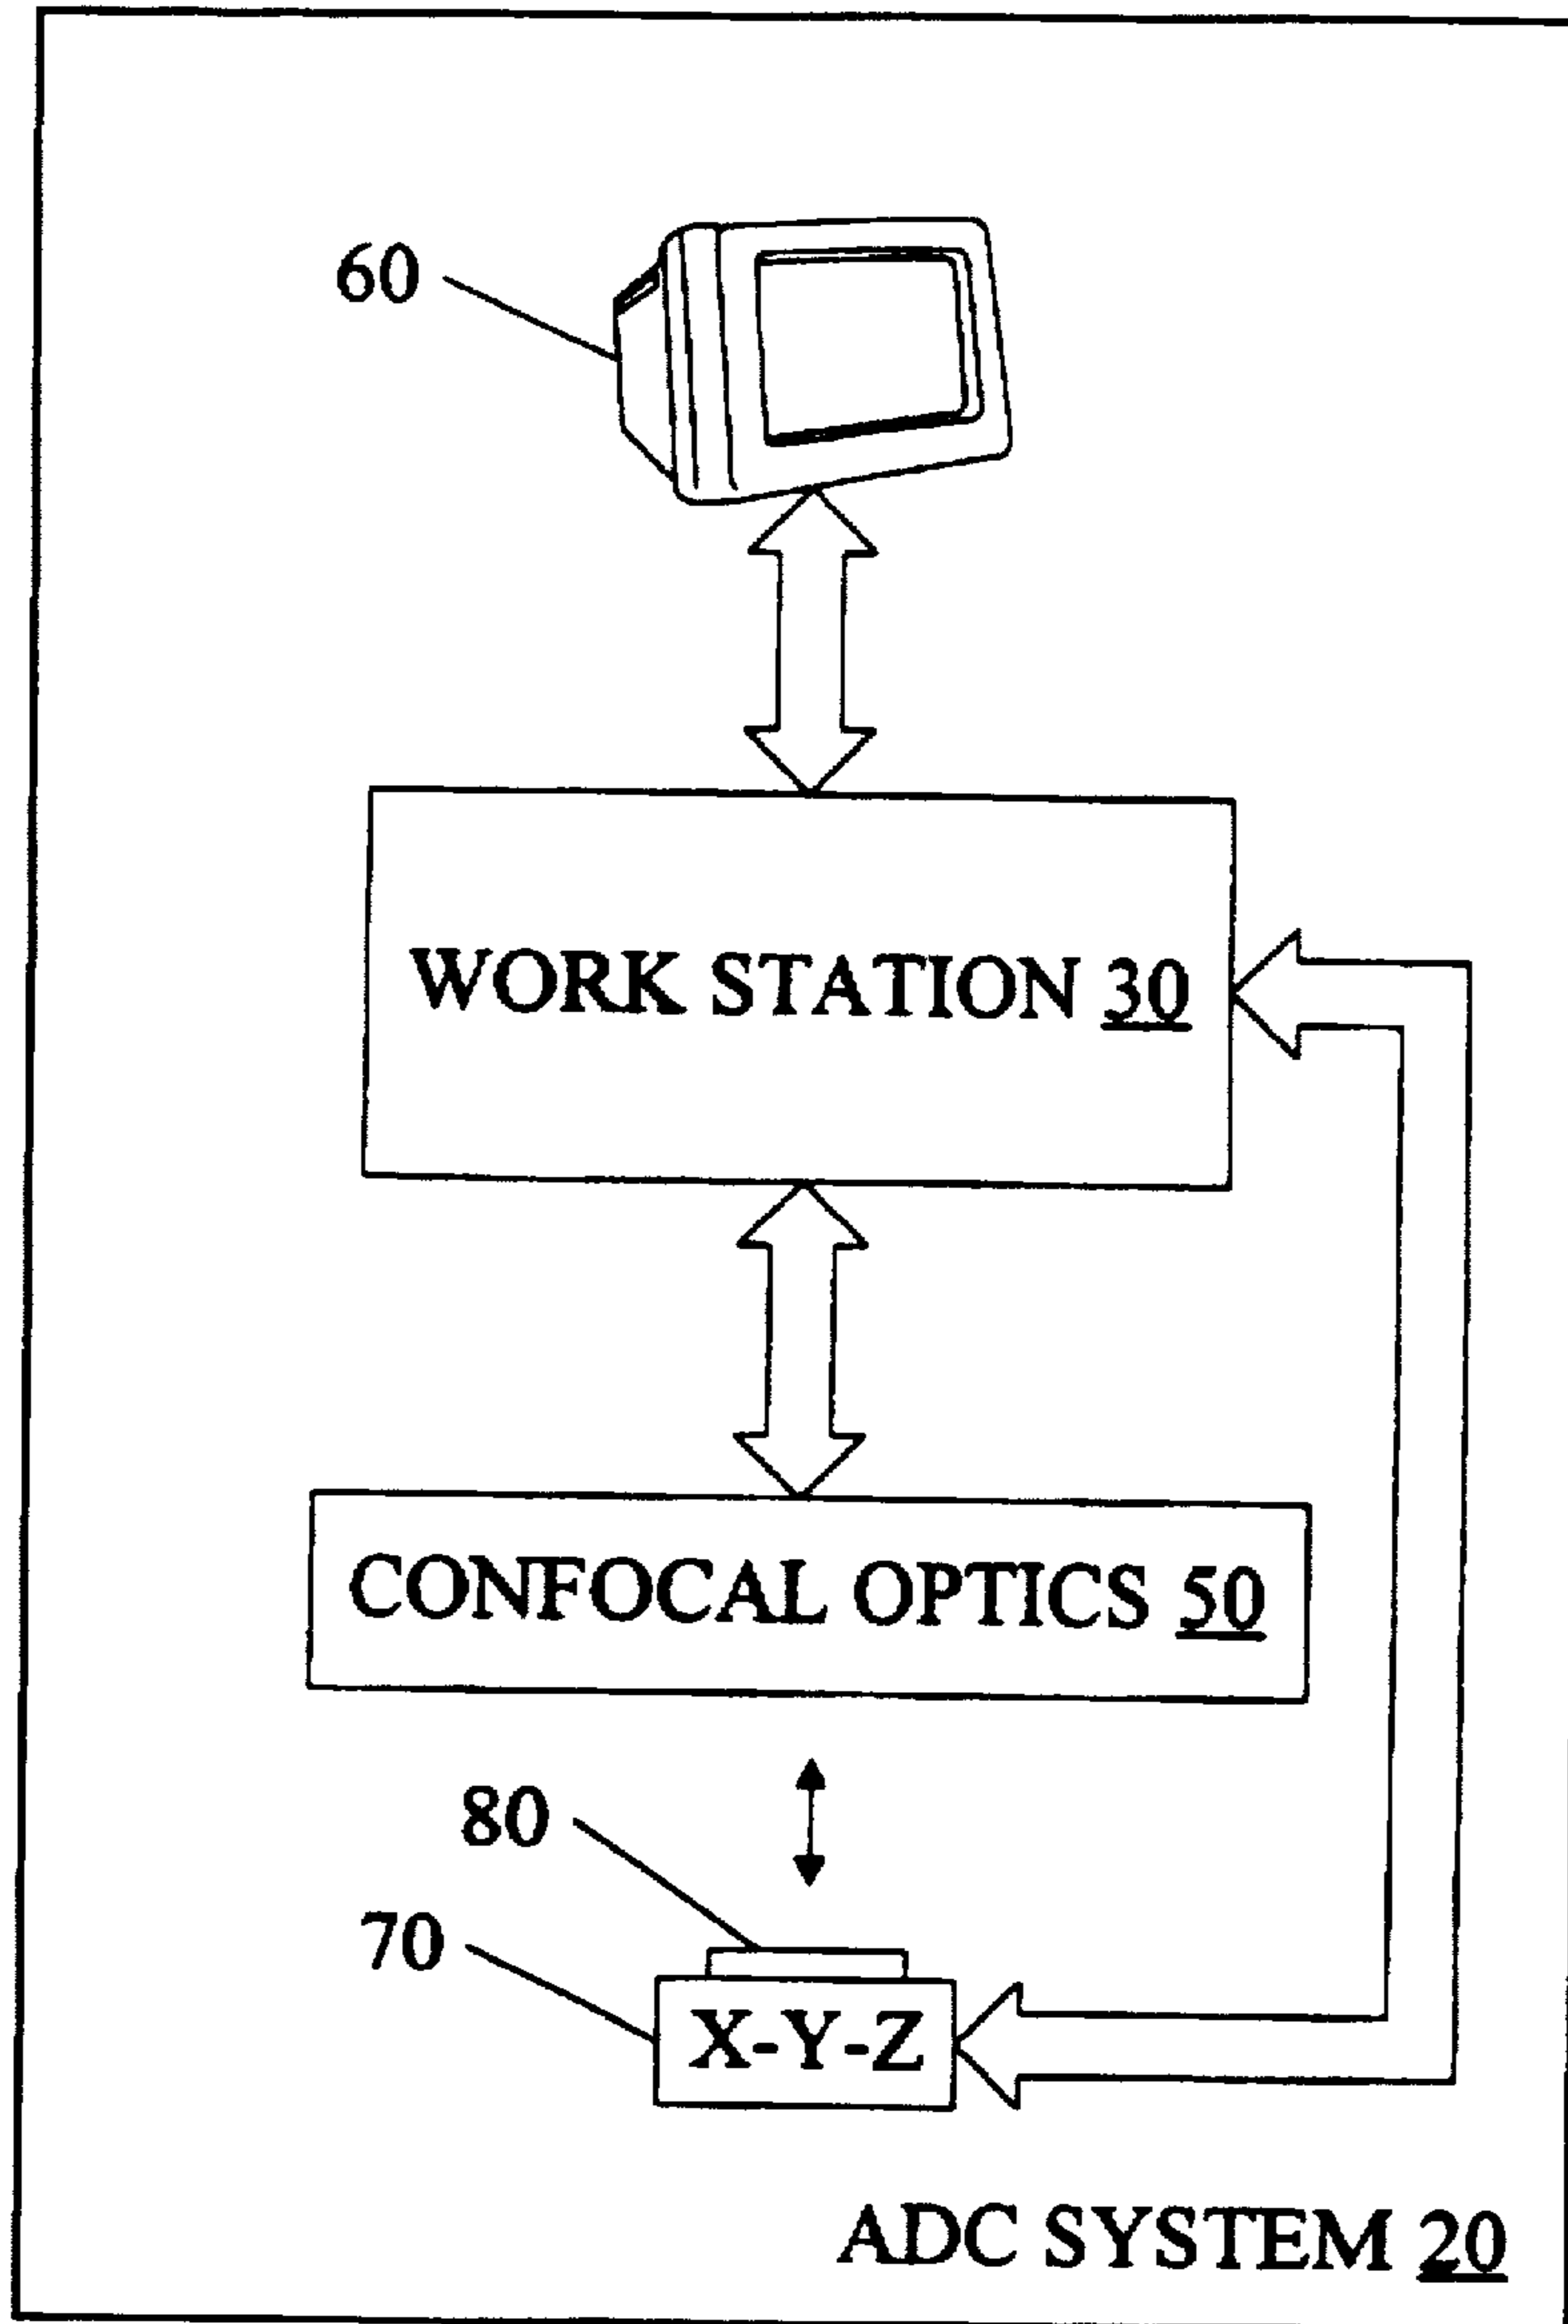 60
WORK STATION 30
CONFOCAL OPTICS 50
80
70
X-Y-Z
ADC SYSTEM 20